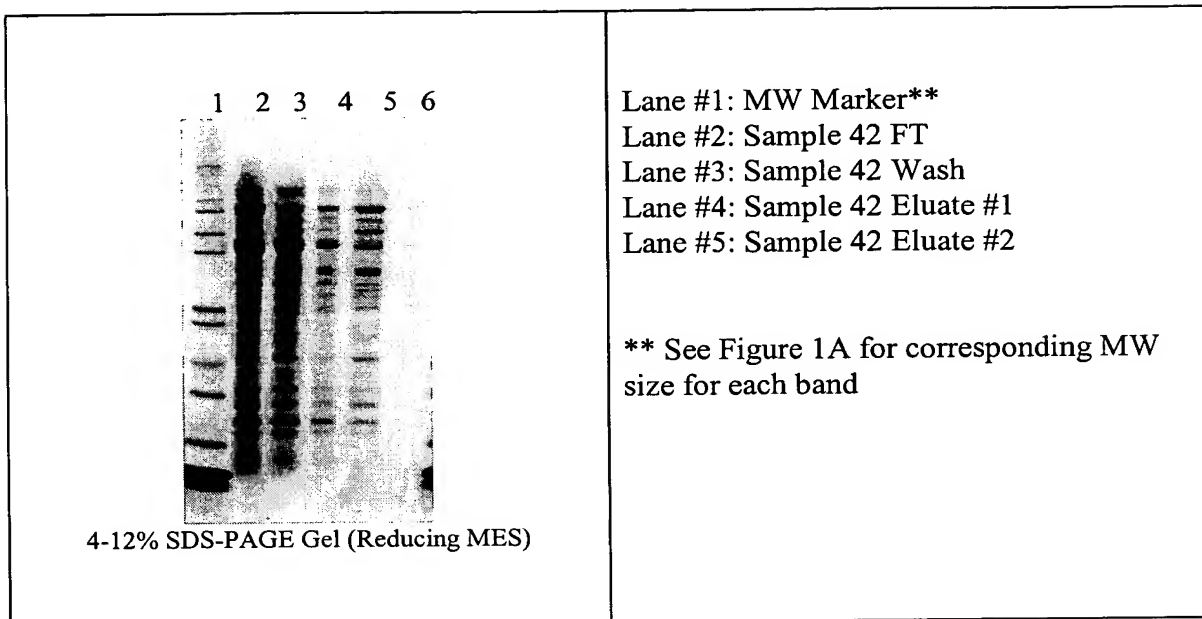 1 2 3 4 5 6
4-12% SDS-PAGE Gel (Reducing MES)
Lane #1: MW Marker**
Lane #2: Sample 42 FT
Lane #3: Sample 42 Wash
Lane #4: Sample 42 Eluate #1
Lane #5: Sample 42 Eluate #2
** See Figure 1A for corresponding MW
size for each band